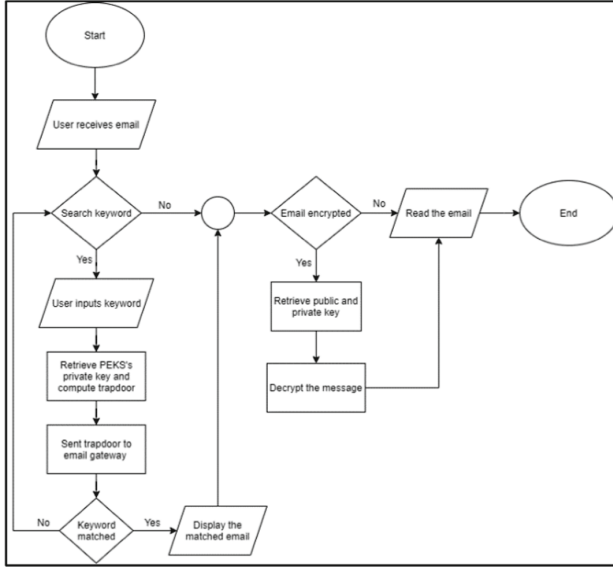 Start
User receives email
Search keyword
No
Email encrypted
No
Read the email
End
Yes
Yes
User inputs keyword
Retrieve public and
private key
Retrieve PEKS's
private key and
compute trapdoor
Decrypt the message
Sent trapdoor to
email gateway
No
Keyword
matched
Yes
Display the
matched email